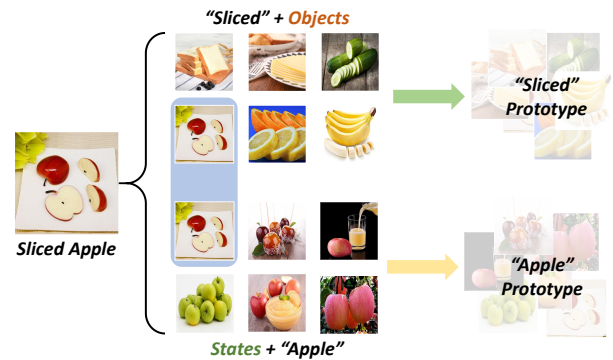 “Sliced” + Objects
“Sliced”
Prototype
Sliced Apple
“Apple”
Prototype
States + “Apple”